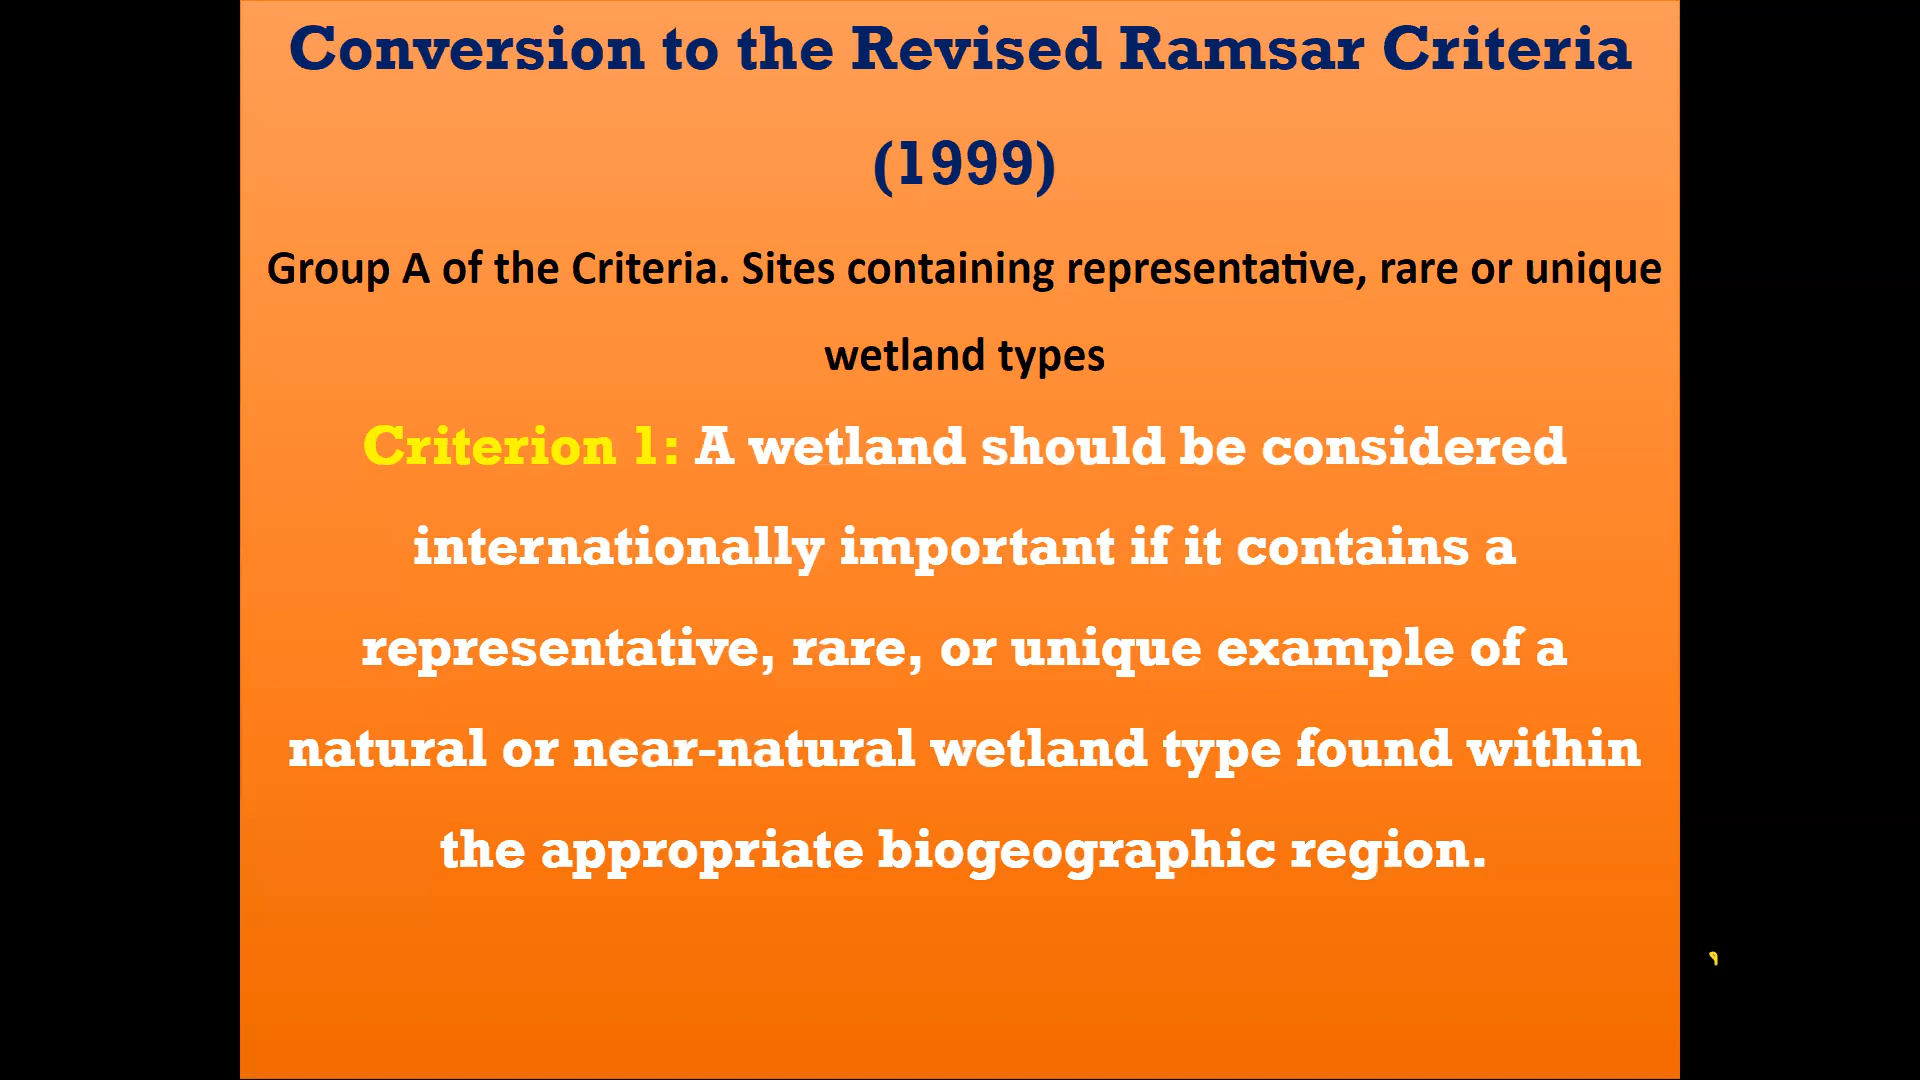 Conversion to the Revised Ramsar Criteria
(1999)
Group A of the Criteria. Sites containing representative, rare or unique
wetland types
Criterion 1: A wetland should be considered
internationally important if it contains a
representative, rare, or unique example of a
natural or near-natural wetland type found within
the appropriate biogeographic region.